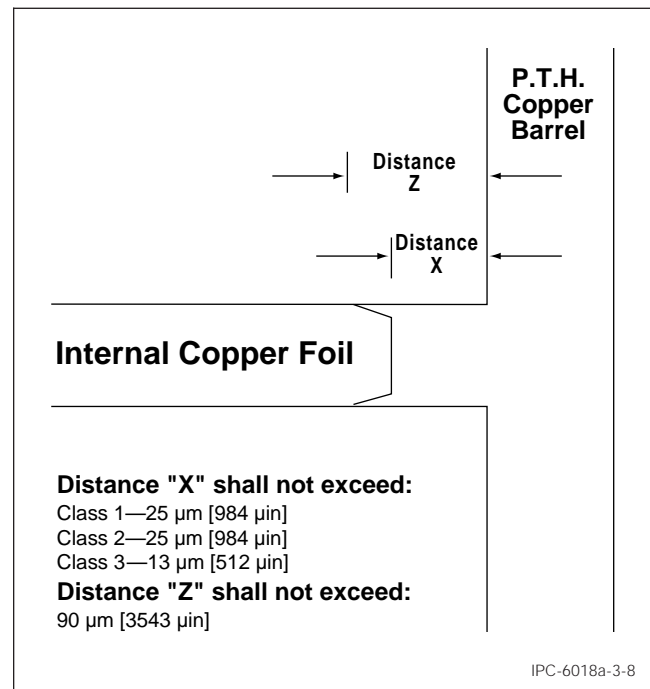 P.T.H.
Copper
Barrel
Distance
Z
Distance
X
Internal Copper Foil
Distance "X" shall not exceed:
Class 1—25 µm [984 µin]
Class 2—25 µm [984 µin]
Class 3—13 µm [512 µin]
Distance "Z" shall not exceed:
90 µm [3543 µin]
IPC-6018a-3-8